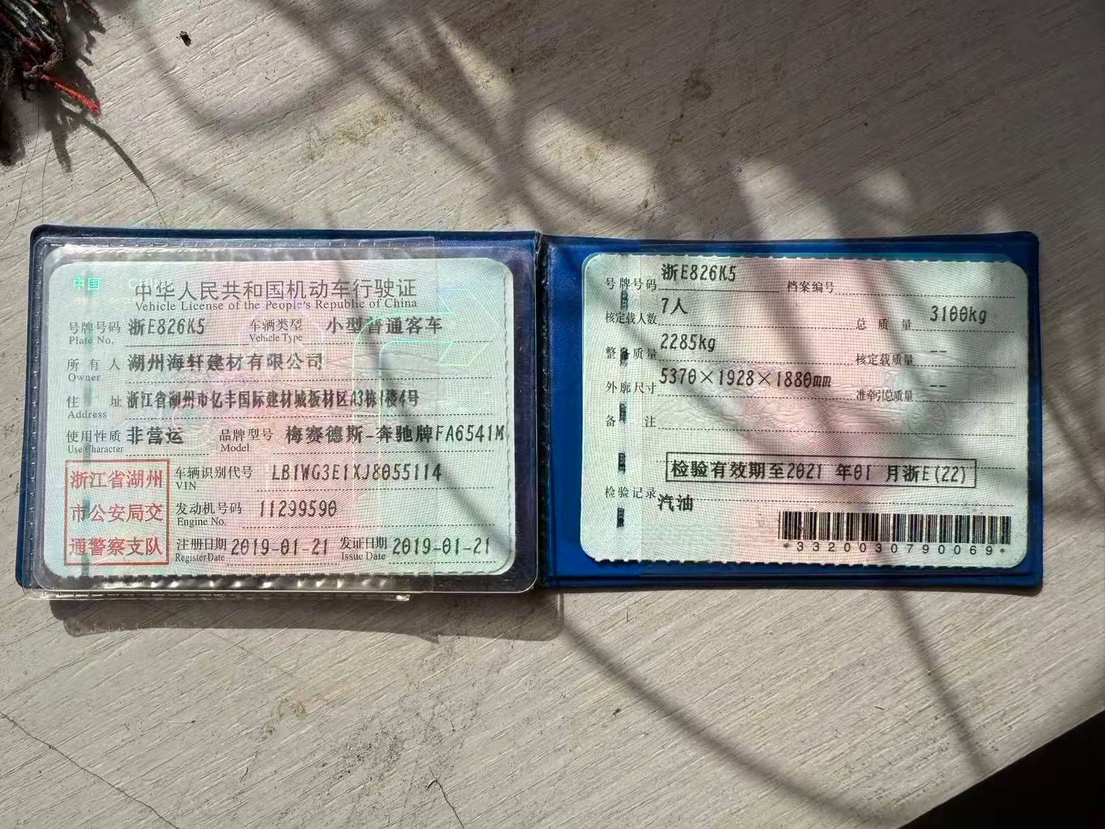 中国
中华人民共和国机动车行驶证
Vehicle License of the People's Republic of China
号牌号码 浙E826K5 车辆类型 小型普通客车
Plate No. Vehicle Type
所有人 湖州海轩建材有限公司
Owner
住址 浙江省湖州市亿丰国际建材城板材区A3栋1楼4号
Address
使用性质 非营运 品牌型号 梅赛德斯-奔驰牌FA6541M
Use Character Model
浙江省湖州
市公安局交
通警察支队
车辆识别代号 LB1WG3E1XJ8055114
VIN
发动机号码 11299590
Engine No.
注册日期 2019-01-21 发证日期 2019-01-21
Register Date Issue Date
号牌号码 浙E826K5 档案编号
核定载人数 7人 总质量 3100kg
整备质量 2285kg 核定载质量 --
外廓尺寸 5370×1928×1880mm 准牵引总质量 --
备注
检验有效期至2021 年01 月浙E(22)
检验记录
汽油
*3320030790069*